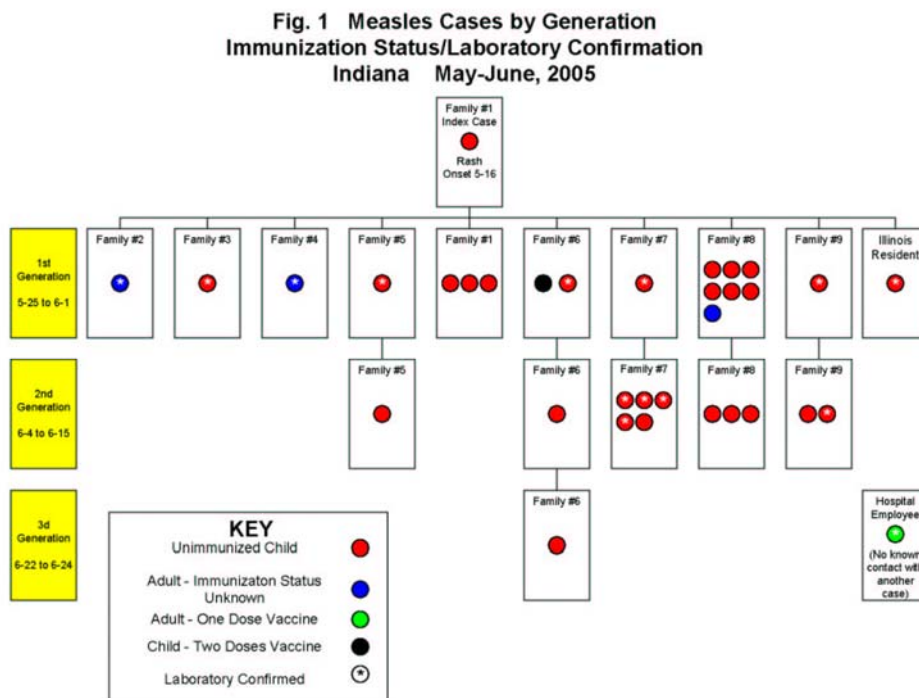 Fig. 1 Measles Cases by Generation
Immunization Status/Laboratory Confirmation
Indiana May-June, 2005
Family #1
Index Case
Rash
Onset 5-16
1st
Generation
5-25 to 6-1
Family #2
Family #3
Family #4
Family #5
Family #1
Family #6
Family #7
Family #8
Family #9
Illinois
Resident
2nd
Generation
6-4 to 6-15
Family #5
Family #6
Family #7
Family #8
Family #9
3d
Generation
6-22 to 6-24
Family #6
Hospital
Employee
(No known
contact with
another
case)
KEY
Unimmunized Child
Adult - Immunizaton Status
Unknown
Adult - One Dose Vaccine
Child - Two Doses Vaccine
Laboratory Confirmed